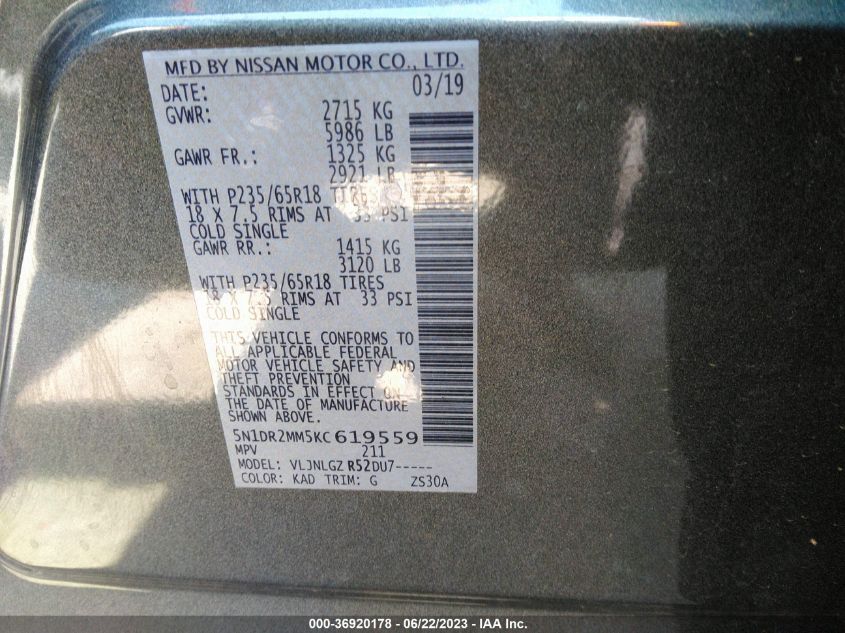 MFD BY NISSAN MOTOR CO., LTD.
DATE: 03/19
GVWR: 2715 KG
5986 LB
GAWR FR.: 1325 KG
2921 LB
WITH P235/65R18 TIRES
18 X 7.5 RIMS AT 33 PSI
COLD SINGLE
GAWR RR.: 1415 KG
3120 LB
WITH P235/65R18 TIRES
18 X 7.5 RIMS AT 33 PSI
COLD SINGLE
THIS VEHICLE CONFORMS TO
ALL APPLICABLE FEDERAL
MOTOR VEHICLE SAFETY AND
THEFT PREVENTION
STANDARDS IN EFFECT ON
THE DATE OF MANUFACTURE
SHOWN ABOVE.
5N1DR2MM5KC619559
MPV 211
MODEL: VLJNLGZ R52DU7-----
COLOR: KAD TRIM: G ZS30A
000-36920178 - 06/22/2023 - IAA Inc.